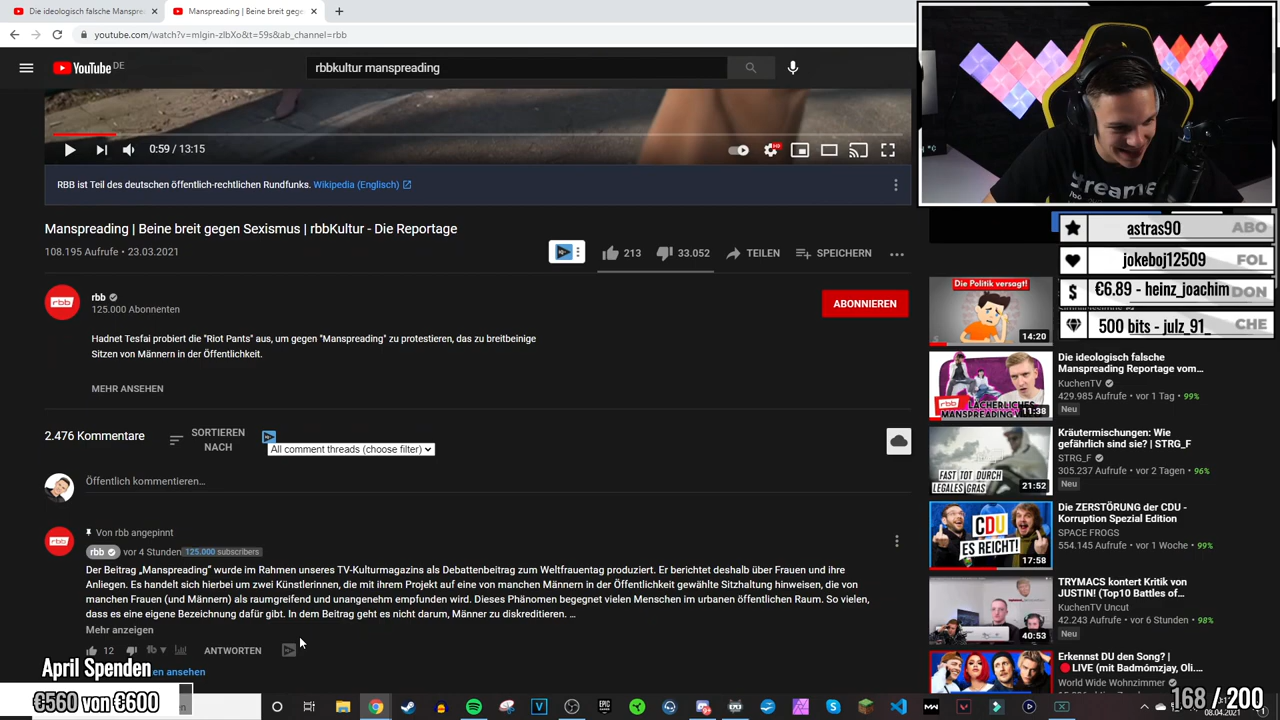 Die ideologisch falsche Manspre
Manspreading | Beine breit gege
youtube.com/watch?v=mlgin-zlbXo&t=59s&ab_channel=rbb
YouTube DE
rbbkultur manspreading
0:59 / 13:15
HD
RBB ist Teil des deutschen öffentlich-rechtlichen Rundfunks. Wikipedia (Englisch)
Manspreading | Beine breit gegen Sexismus | rbbKultur - Die Reportage
108.195 Aufrufe • 23.03.2021
213
33.052
TEILEN
SPEICHERN
rbb
rbb
125.000 Abonnenten
ABONNIEREN
Hadnet Tesfai probiert die "Riot Pants" aus, um gegen "Manspreading" zu protestieren, das zu breitbeinige
Sitzen von Männern in der Öffentlichkeit.
MEHR ANSEHEN
2.476 Kommentare
SORTIEREN
NACH
All comment threads (choose filter)
Öffentlich kommentieren...
Von rbb angepinnt
rbb
rbb
vor 4 Stunden
125.000 subscribers
Der Beitrag „Manspreading" wurde im Rahmen des TV-Kulturmagazins als Debattenbeitrag zum Weltfrauentag produziert. Er berichtet deshalb über Frauen und ihre
Anliegen. Es handelt sich hierbei um zwei Künstlerinnen, die mit ihrem Projekt auf eine von manchen Männern in der Öffentlichkeit gewählte Sitzhaltung hinweisen, die von
manchen Frauen (und Männern) als raumgreifend und unangenehm empfunden wird. Dieses Phänomen begegnet vielen Menschen im urbanen öffentlichen Raum. So vielen,
dass es eine eigene Bezeichnung dafür gibt. In dem Beitrag geht es nicht darum, Männer zu diskreditieren. ...
Mehr anzeigen
12
ANTWORTEN
en ansehen
April Spenden
€560 von €600
astras90
ABO
jokeboj12509
FOL
€6.89 - heinz_joachim
DON
500 bits - julz_91_
CHE
Die Politik versagt!
14:20
rbb
LÄCHERLICHES
MANSPREADING VIDEO
11:38
Die ideologisch falsche
Manspreading Reportage vom...
KuchenTV
429.985 Aufrufe • vor 1 Tag • 99%
Neu
FAST TOT DURCH
LEGALES GRAS
21:52
Kräutermischungen: Wie
gefährlich sind sie? | STRG_F
STRG_F
305.237 Aufrufe • vor 2 Tagen • 96%
Neu
CDU
ES REICHT!
17:58
Die ZERSTÖRUNG der CDU -
Korruption Spezial Edition
SPACE FROGS
554.145 Aufrufe • vor 1 Woche • 99%
40:53
TRYMACS kontert Kritik von
JUSTIN! (Top10 Battles of...
KuchenTV Uncut
42.243 Aufrufe • vor 6 Stunden • 98%
Neu
Erkennst DU den Song? |
LIVE (mit Badmómzjay, Oli...
World Wide Wohnzimmer
168 / 200
08.04.2021